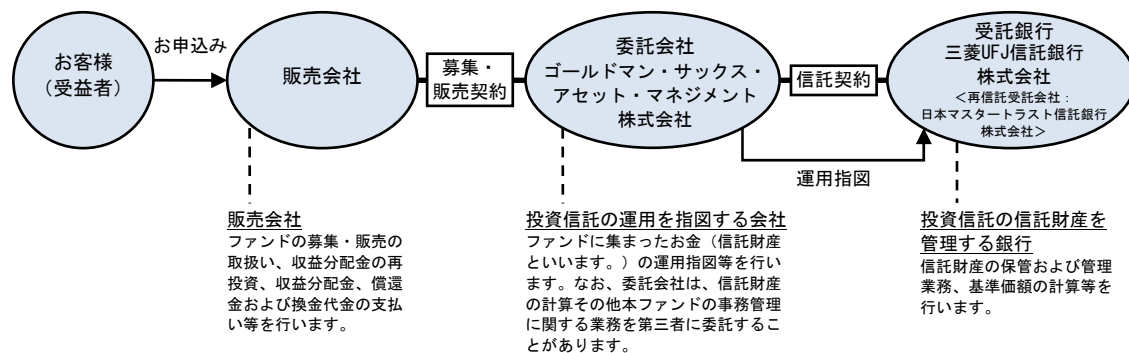 お客様
（受益者）
お申込み
販売会社
募集・
販売契約
委託会社
ゴールドマン・サックス・
アセット・マネジメント
株式会社
信託契約
受託銀行
三菱UFJ信託銀行
株式会社
＜再信託受託会社：
日本マスタートラスト信託銀行
株式会社＞
運用指図
販売会社
ファンドの募集・販売の
取扱い、収益分配金の再
投資、収益分配金、償還
金および換金代金の支払
い等を行います。
投資信託の運用を指図する会社
ファンドに集まったお金（信託財産
といいます。）の運用指図等を行い
ます。なお、委託会社は、信託財産
の計算その他本ファンドの事務管理
に関する業務を第三者に委託するこ
とがあります。
投資信託の信託財産を
管理する銀行
信託財産の保管および管理
業務、基準価額の計算等を
行います。